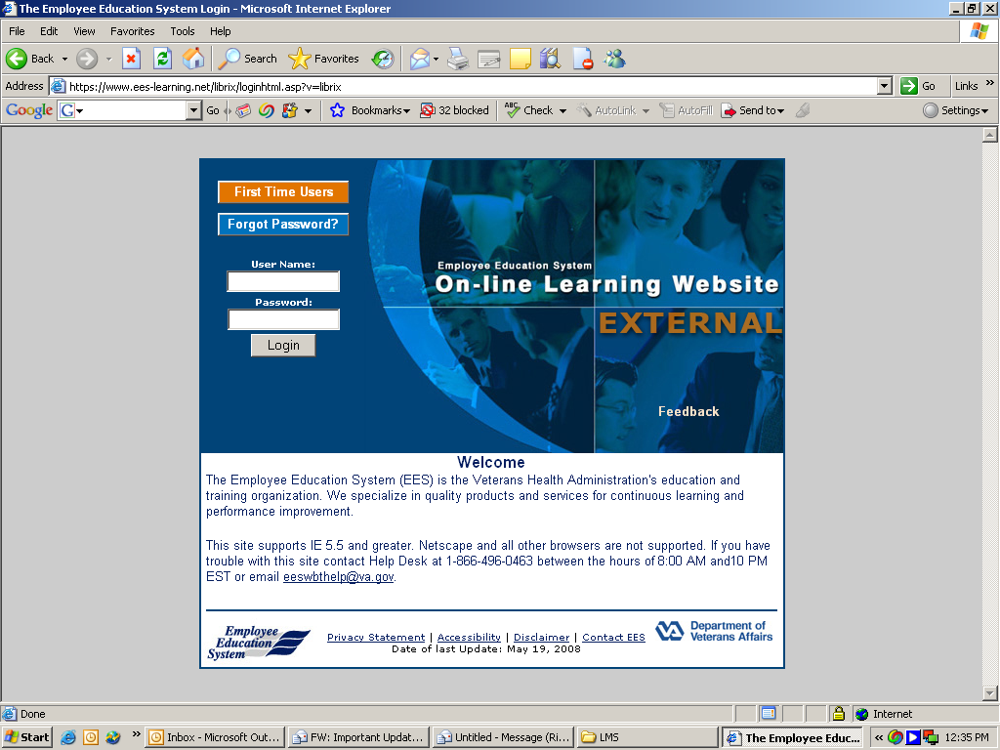 The Employee Education System Login - Microsoft Internet Explorer
File Edit View Favorites Tools Help
Back Search Favorites
Address https://www.ees-learning.net/librix/loginhtml.asp?v=librix Go Links »
Google G Go Bookmarks 32 blocked ABC Check AutoLink AutoFill Send to Settings
First Time Users
Forgot Password?
User Name:
Password:
Login
Employee Education System
On-line Learning Website
EXTERNAL
Feedback
Welcome
The Employee Education System (EES) is the Veterans Health Administration's education and
training organization. We specialize in quality products and services for continuous learning and
performance improvement.
This site supports IE 5.5 and greater. Netscape and all other browsers are not supported. If you have
trouble with this site contact Help Desk at 1-866-496-0463 between the hours of 8:00 AM and10 PM
EST or email eeswbthelp@va.gov.
Employee
Education
System
Privacy Statement | Accessibility | Disclaimer | Contact EES
Date of last Update: May 19, 2008
VA Department of
Veterans Affairs
Done Internet
Start » Inbox - Microsoft Out... FW: Important Updat... Untitled - Message (Ri... LMS The Employee Educ... « 12:35 PM